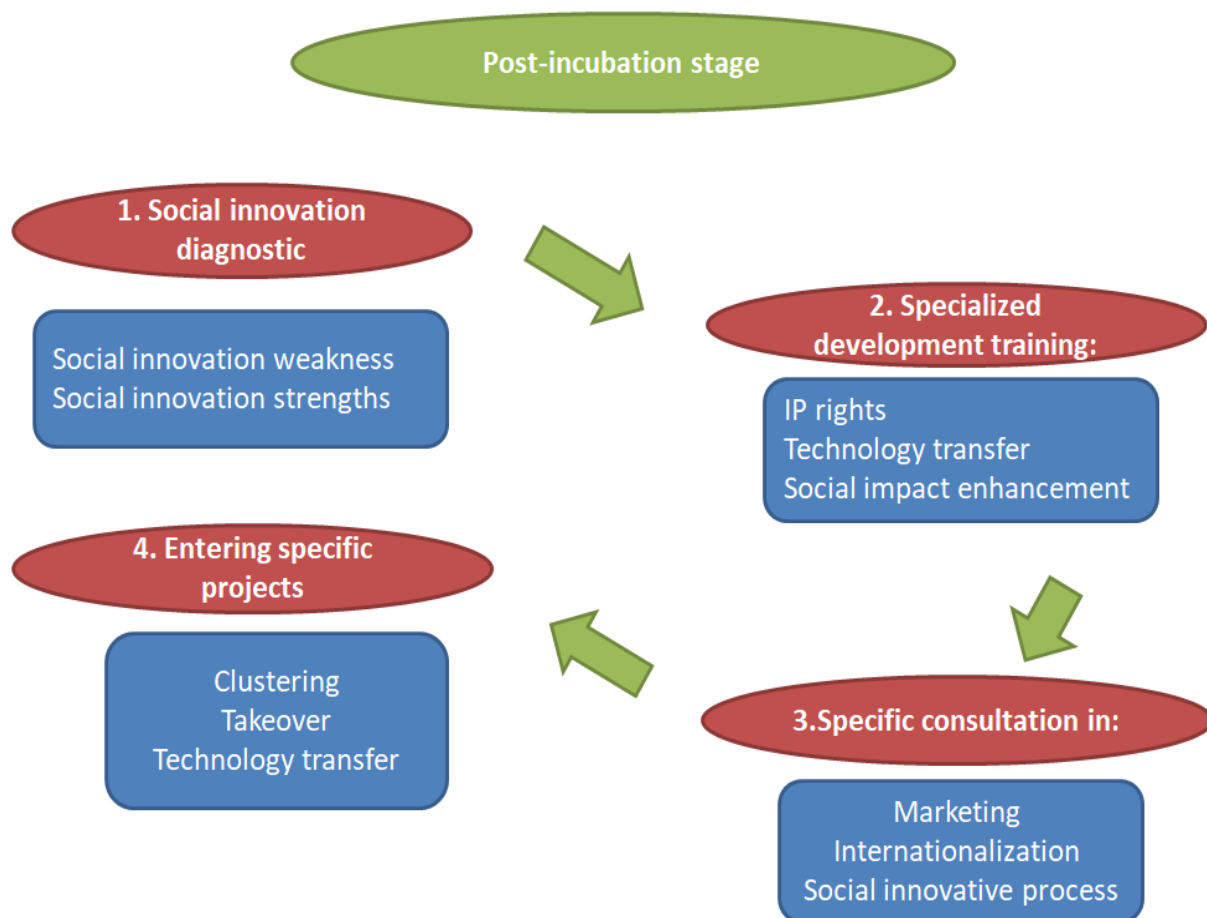 Post-incubation stage
1. Social innovation
diagnostic
Social innovation weakness
Social innovation strengths
2. Specialized
development training:
IP rights
Technology transfer
Social impact enhancement
3.Specific consultation in:
Marketing
Internationalization
Social innovative process
4. Entering specific
projects
Clustering
Takeover
Technology transfer